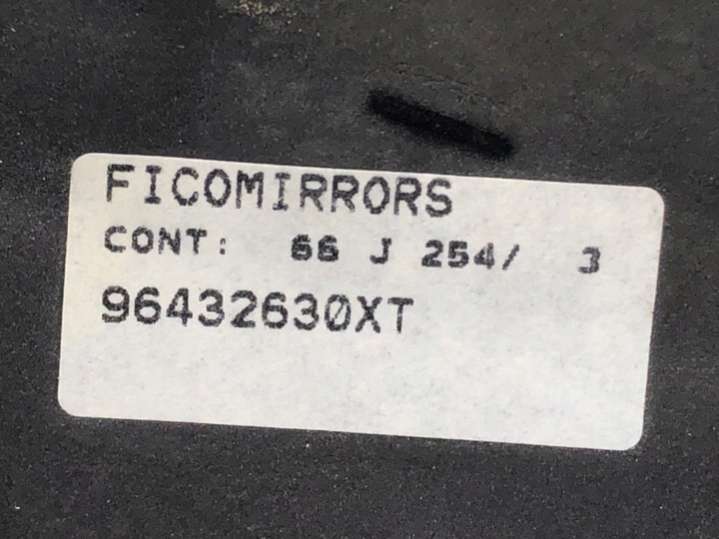 FICOMIRRORS
CONT: 66 J 254/ 3
96432630XT